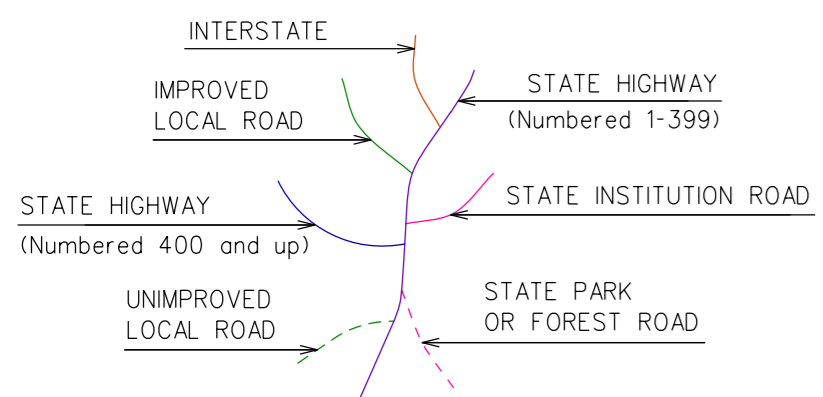 INTERSTATE
STATE HIGHWAY
(Numbered 1-399)
IMPROVED
LOCAL ROAD
STATE INSTITUTION ROAD
STATE HIGHWAY
(Numbered 400 and up)
UNIMPROVED
LOCAL ROAD
STATE PARK
OR FOREST ROAD